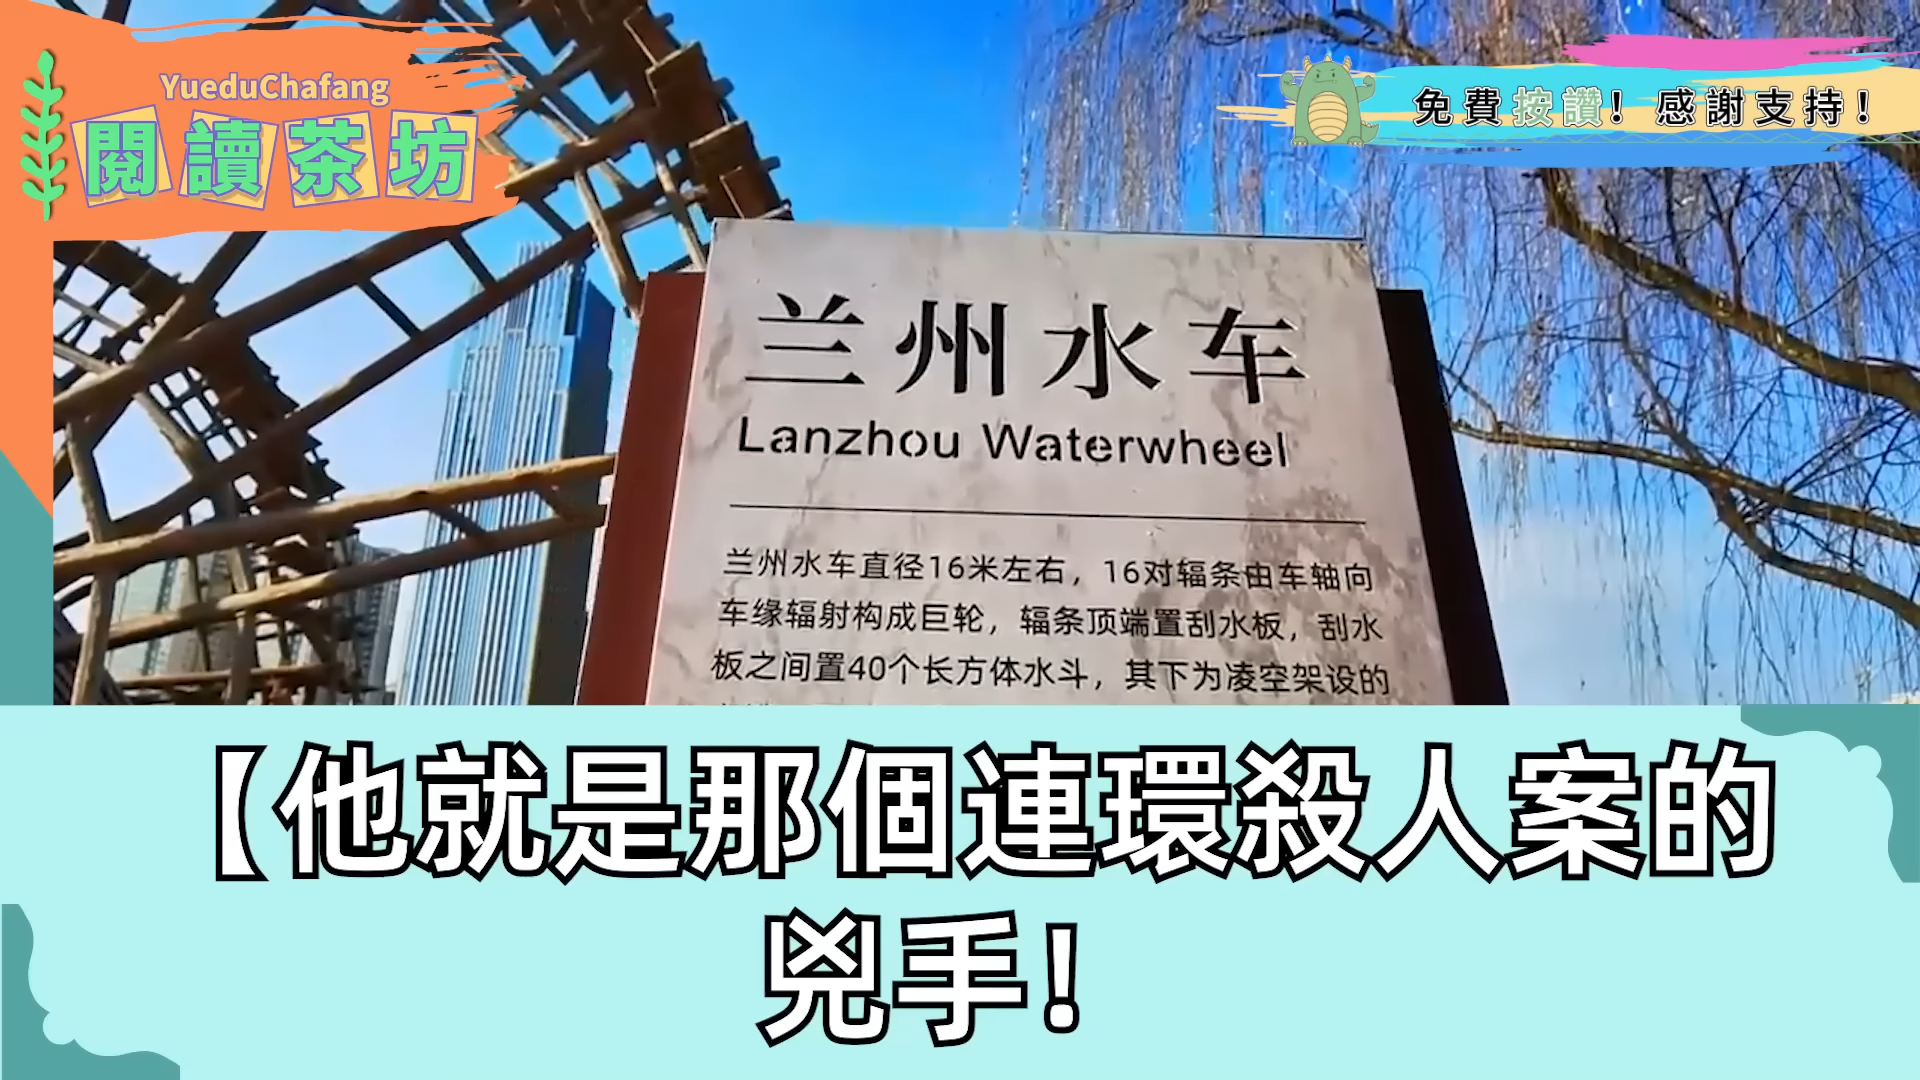 YueduChafang
閱讀茶坊
免費按讚！感謝支持！
兰州水车
Lanzhou Waterwheel
兰州水车直径16米左右，16对辐条由车轴向
车缘辐射构成巨轮，辐条顶端置刮水板，刮水
板之间置40个长方体水斗，其下为凌空架设的
【他就是那個連環殺人案的
兇手！